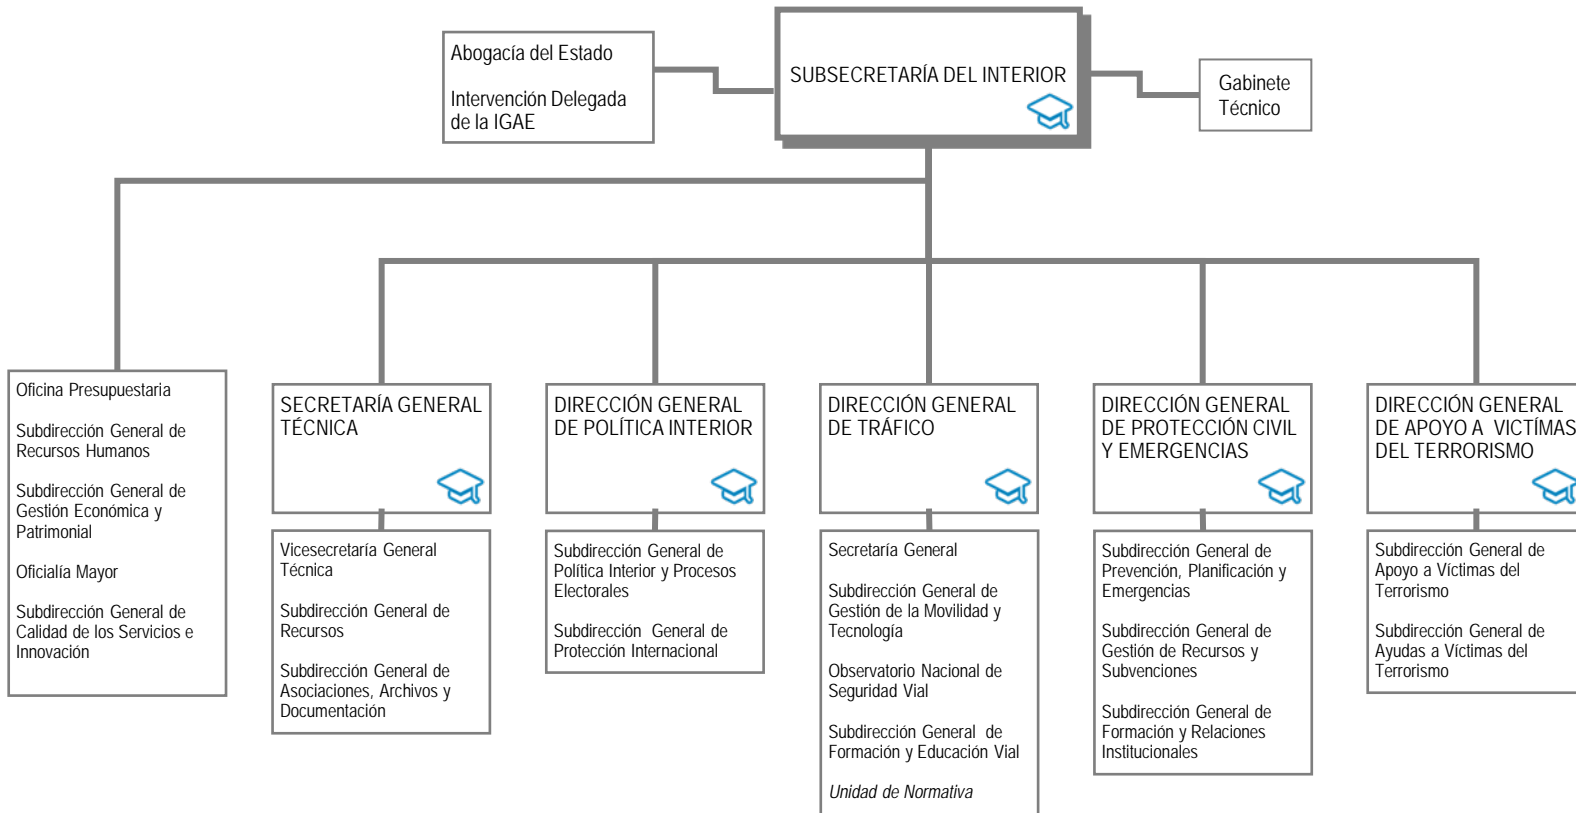 Abogacía del Estado
Intervención Delegada
de la IGAE
SUBSECRETARÍA DEL INTERIOR
Gabinete
Técnico
Oficina Presupuestaria
Subdirección General de
Recursos Humanos
Subdirección General de
Gestión Económica y
Patrimonial
Oficialía Mayor
Subdirección General de
Calidad de los Servicios e
Innovación
SECRETARÍA GENERAL
TÉCNICA
Vicesecretaría General
Técnica
Subdirección General de
Recursos
Subdirección General de
Asociaciones, Archivos y
Documentación
DIRECCIÓN GENERAL
DE POLÍTICA INTERIOR
Subdirección General de
Política Interior y Procesos
Electorales
Subdirección General de
Protección Internacional
DIRECCIÓN GENERAL
DE TRÁFICO
Secretaría General
Subdirección General de
Gestión de la Movilidad y
Tecnología
Observatorio Nacional de
Seguridad Vial
Subdirección General de
Formación y Educación Vial
Unidad de Normativa
DIRECCIÓN GENERAL
DE PROTECCIÓN CIVIL
Y EMERGENCIAS
Subdirección General de
Prevención, Planificación y
Emergencias
Subdirección General de
Gestión de Recursos y
Subvenciones
Subdirección General de
Formación y Relaciones
Institucionales
DIRECCIÓN GENERAL
DE APOYO A VICTÍMAS
DEL TERRORISMO
Subdirección General de
Apoyo a Víctimas del
Terrorismo
Subdirección General de
Ayudas a Víctimas del
Terrorismo